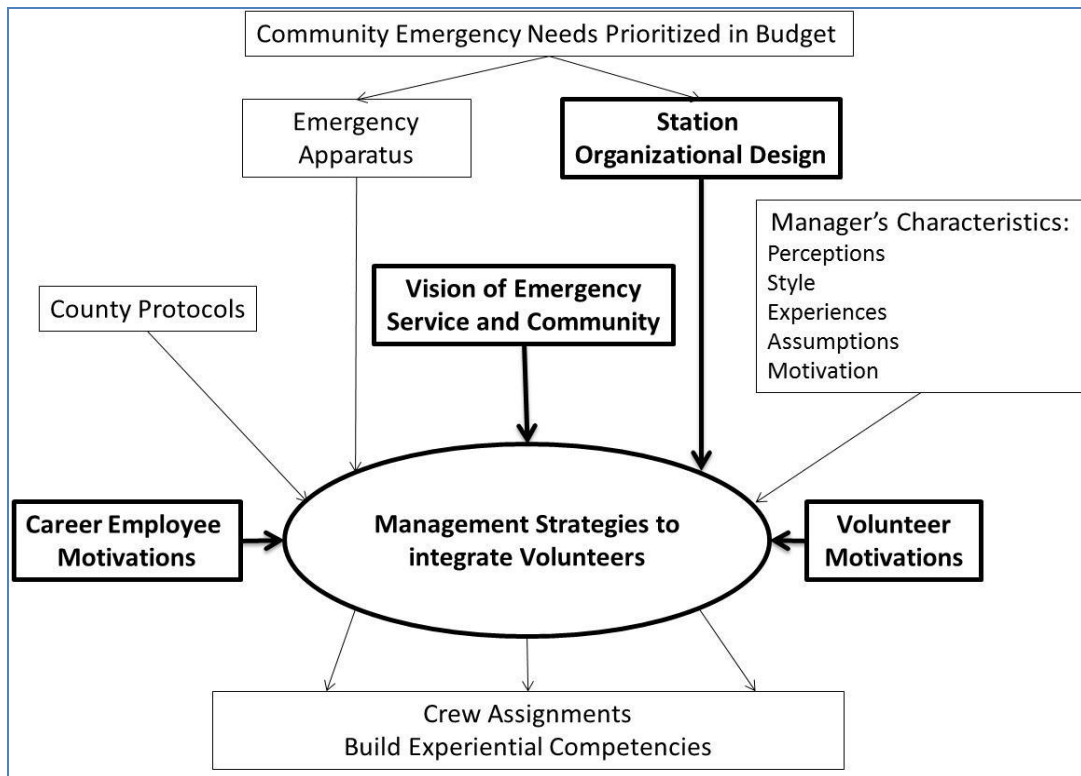 Community Emergency Needs Prioritized in Budget
Emergency
Apparatus
Station
Organizational Design
Manager’s Characteristics:
Perceptions
Style
Experiences
Assumptions
Motivation
Vision of Emergency
Service and Community
County Protocols
Career Employee
Motivations
Management Strategies to
integrate Volunteers
Volunteer
Motivations
Crew Assignments
Build Experiential Competencies